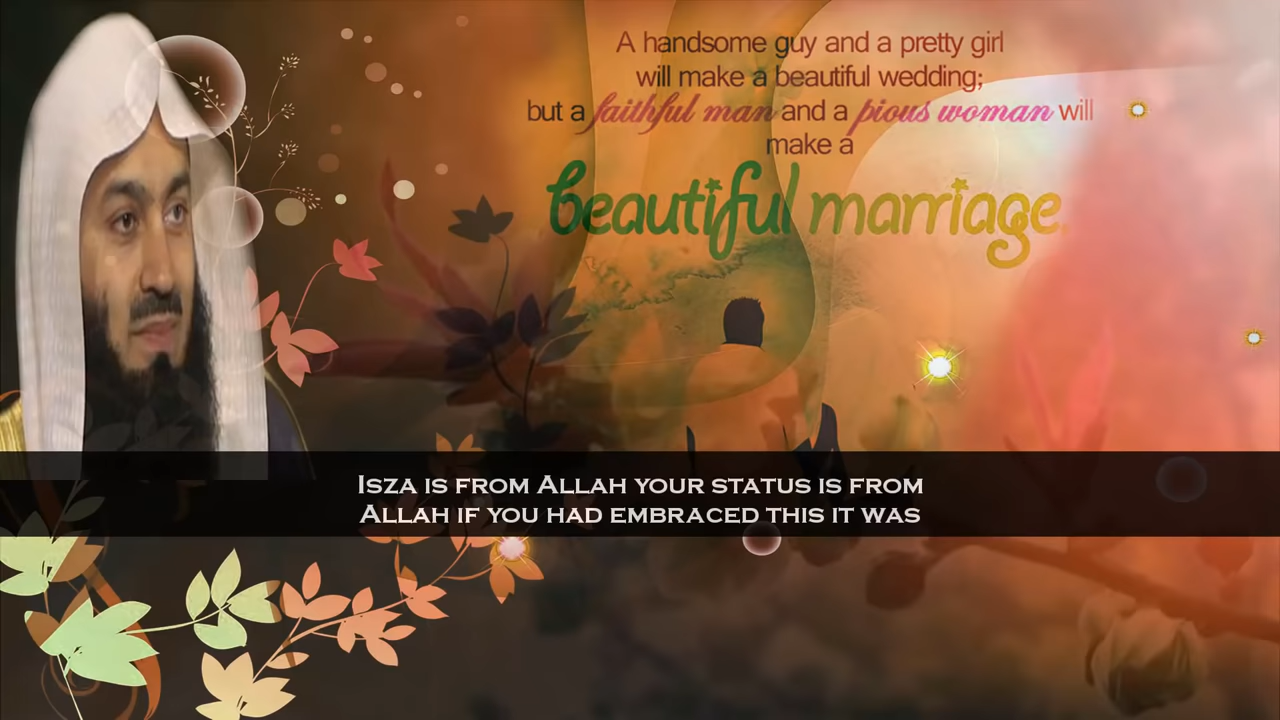 A handsome guy and a pretty girl
will make a beautiful wedding;
but a faithful man and a pious woman will
make a
beautiful marriage.
Isza is from Allah your status is from
Allah if you had embraced this it was